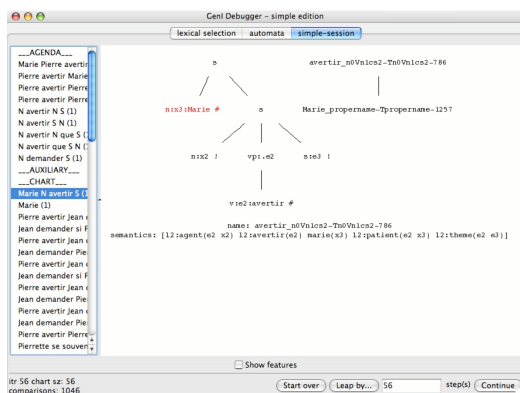 GenI Debugger - simple edition
lexical selection automata simple-session
___AGENDA___
Marie Pierre avertir
Pierre avertir Marie
Pierre avertir Pierre
Pierre avertir Pierre
N avertir N S (1)
N avertir S N (1)
N avertir N que S (
N avertir que S N (
N demander S (1)
___AUXILIARY___
___CHART___
Marie N avertir S (1
Marie (1)
Pierre avertir Jean
Jean demander si P
Pierre avertir Jean
Jean demander Pie
Pierre avertir Jean
Jean demander si P
Pierre avertir Jean
Jean demander Pie
Pierre avertir Jean
Jean demander Pie
Pierre avertir Pierre
Pierrette se souven
s
n:x3:Marie #
s
n:x2 !
vp:.e2
s:e3 !
v:e2:avertir #
avertir_n0Vn1cs2-Tn0Vn1cs2-786
Marie_propername-Tpropername-1257
name: avertir_n0Vn1cs2-Tn0Vn1cs2-786
semantics: [l2:agent(e2 x2) l2:avertir(e2) marie(x3) l2:patient(e2 x3) l2:theme(e2 e3)]
Show features
itr 56 chart sz: 56
comparisons: 1046
Start over Leap by... 56 step(s) Continue